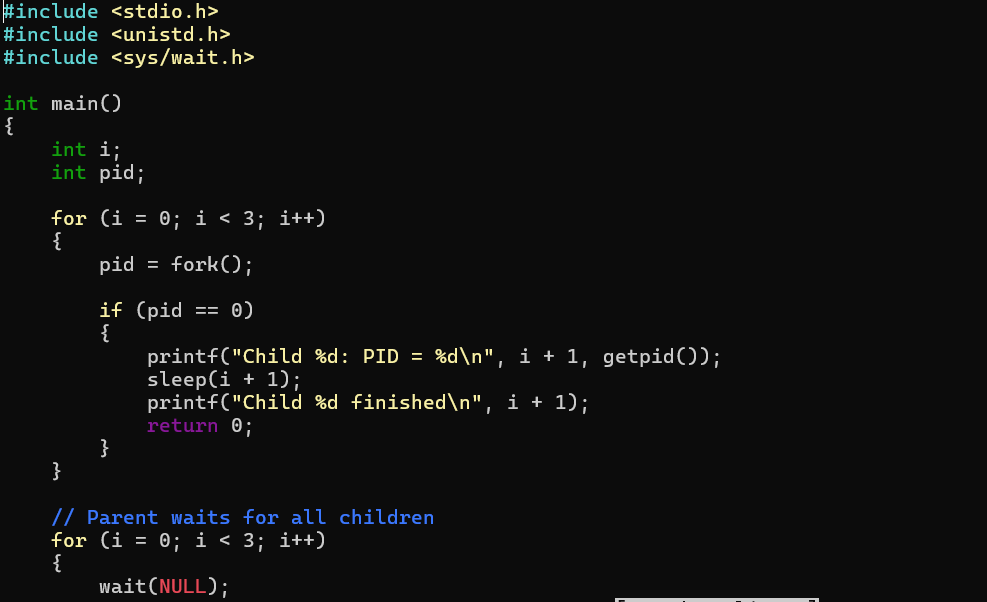 #include <stdio.h>
#include <unistd.h>
#include <sys/wait.h>

int main()
{
    int i;
    int pid;

    for (i = 0; i < 3; i++)
    {
        pid = fork();

        if (pid == 0)
        {
            printf("Child %d: PID = %d\n", i + 1, getpid());
            sleep(i + 1);
            printf("Child %d finished\n", i + 1);
            return 0;
        }
    }

    // Parent waits for all children
    for (i = 0; i < 3; i++)
    {
        wait(NULL);